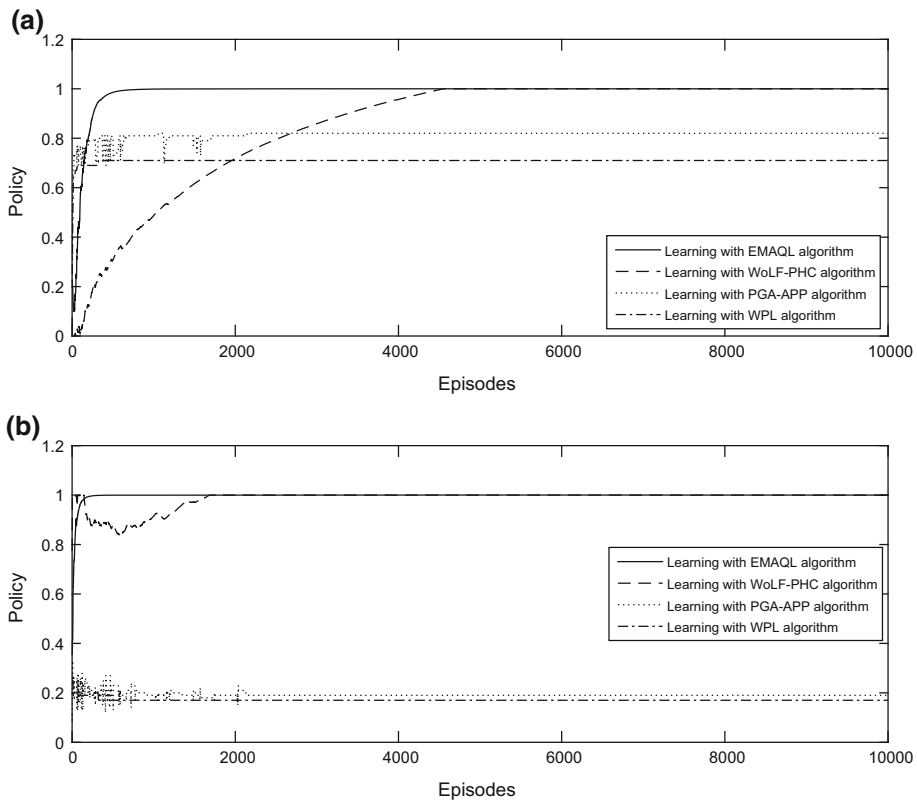 (a)
1.2
1
0.8
0.6
0.4
0.2
0
Policy
Learning with EMAQL algorithm
Learning with WoLF-PHC algorithm
Learning with PGA-APP algorithm
Learning with WPL algorithm
0 2000 4000 6000 8000 10000
Episodes
(b)
1.2
1
0.8
0.6
0.4
0.2
0
Policy
Learning with EMAQL algorithm
Learning with WoLF-PHC algorithm
Learning with PGA-APP algorithm
Learning with WPL algorithm
0 2000 4000 6000 8000 10000
Episodes